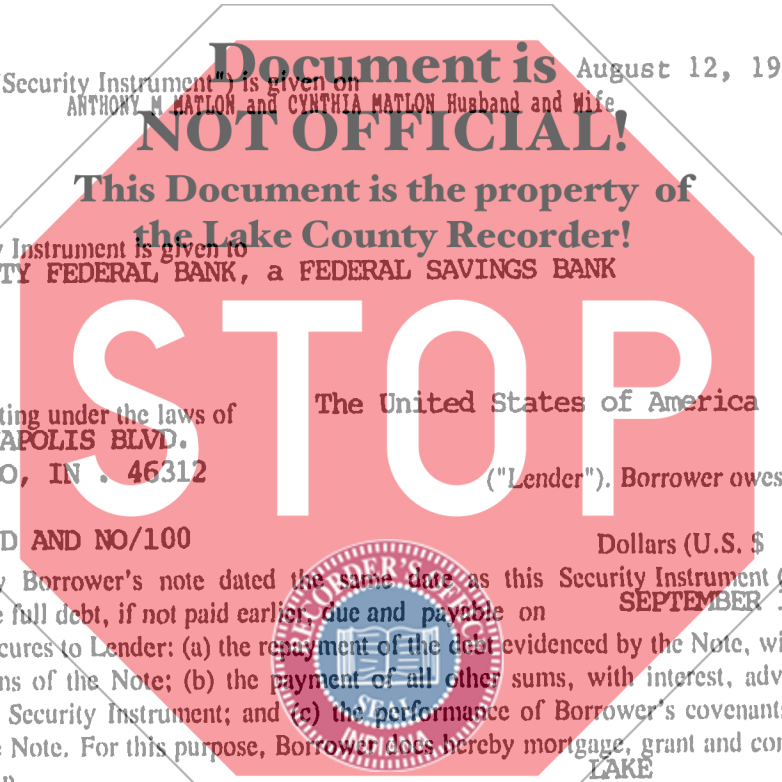 Document is
August 12, 19
Security Instrument") is given on
ANTHONY M MATLON and CYNTHIA MATLON Husband and Wife
NOT OFFICIAL!
This Document is the property of
the Lake County Recorder!
Instrument is given to
TY FEDERAL BANK, a FEDERAL SAVINGS BANK
STOP
ting under the laws of The United States of America
APOLIS BLVD.
O, IN . 46312 ("Lender"). Borrower owes
D AND NO/100 Dollars (U.S. $
y Borrower's note dated the same date as this Security Instrument (
e full debt, if not paid earlier, due and payable on SEPTEMBER
cures to Lender: (a) the repayment of the debt evidenced by the Note, wi
ns of the Note; (b) the payment of all other sums, with interest, adv
Security Instrument; and (c) the performance of Borrower's covenants
e Note. For this purpose, Borrower does hereby mortgage, grant and con
LAKE
RECORDER'S OFFICE
SEAL
INDIANA